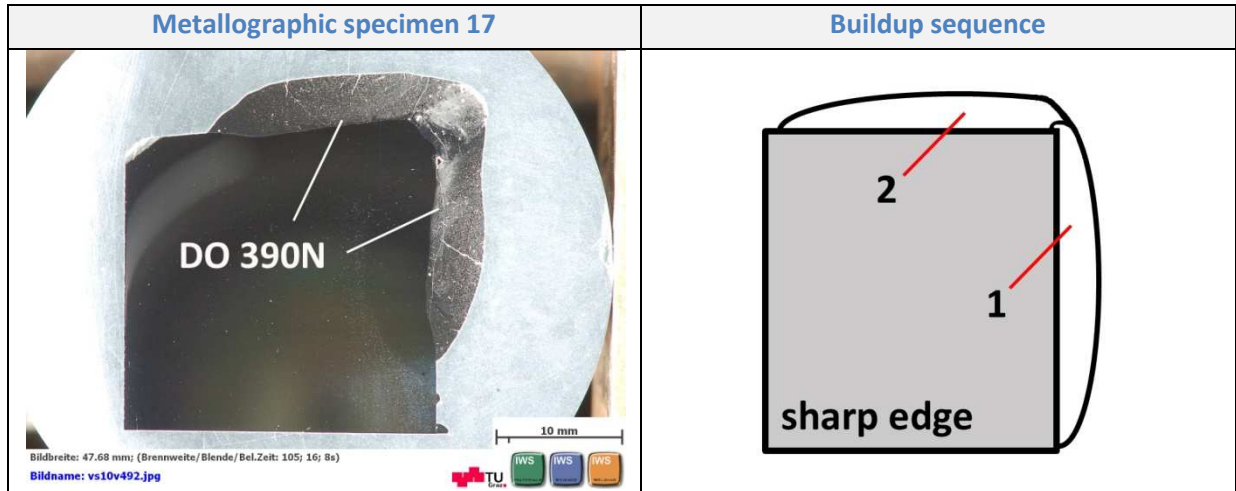 Metallographic specimen 17
Buildup sequence
DO 390N
10 mm
Bildbreite: 47.68 mm; (Brennweite/Blende/Bel.Zeit: 105; 16; 8s)
Bildname: vs10v492.jpg
TU
Graz
IWS
IWS
IWS
2
1
sharp edge